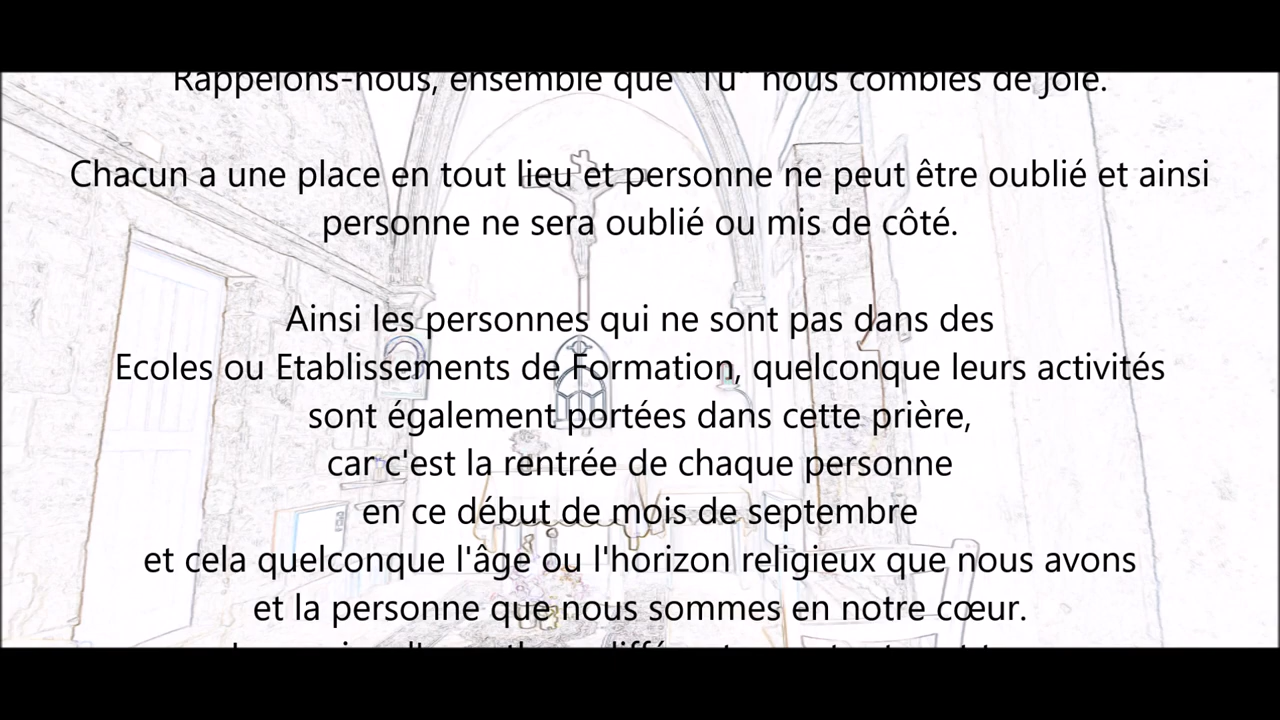 Rappelons-nous, ensemble que "Tu" nous combles de Joie.
Chacun a une place en tout lieu et personne ne peut être oublié et ainsi
personne ne sera oublié ou mis de côté.
Ainsi les personnes qui ne sont pas dans des
Ecoles ou Etablissements de Formation, quelconque leurs activités
sont également portées dans cette prière,
car c'est la rentrée de chaque personne
en ce début de mois de septembre
et cela quelconque l'âge ou l'horizon religieux que nous avons
et la personne que nous sommes en notre cœur.